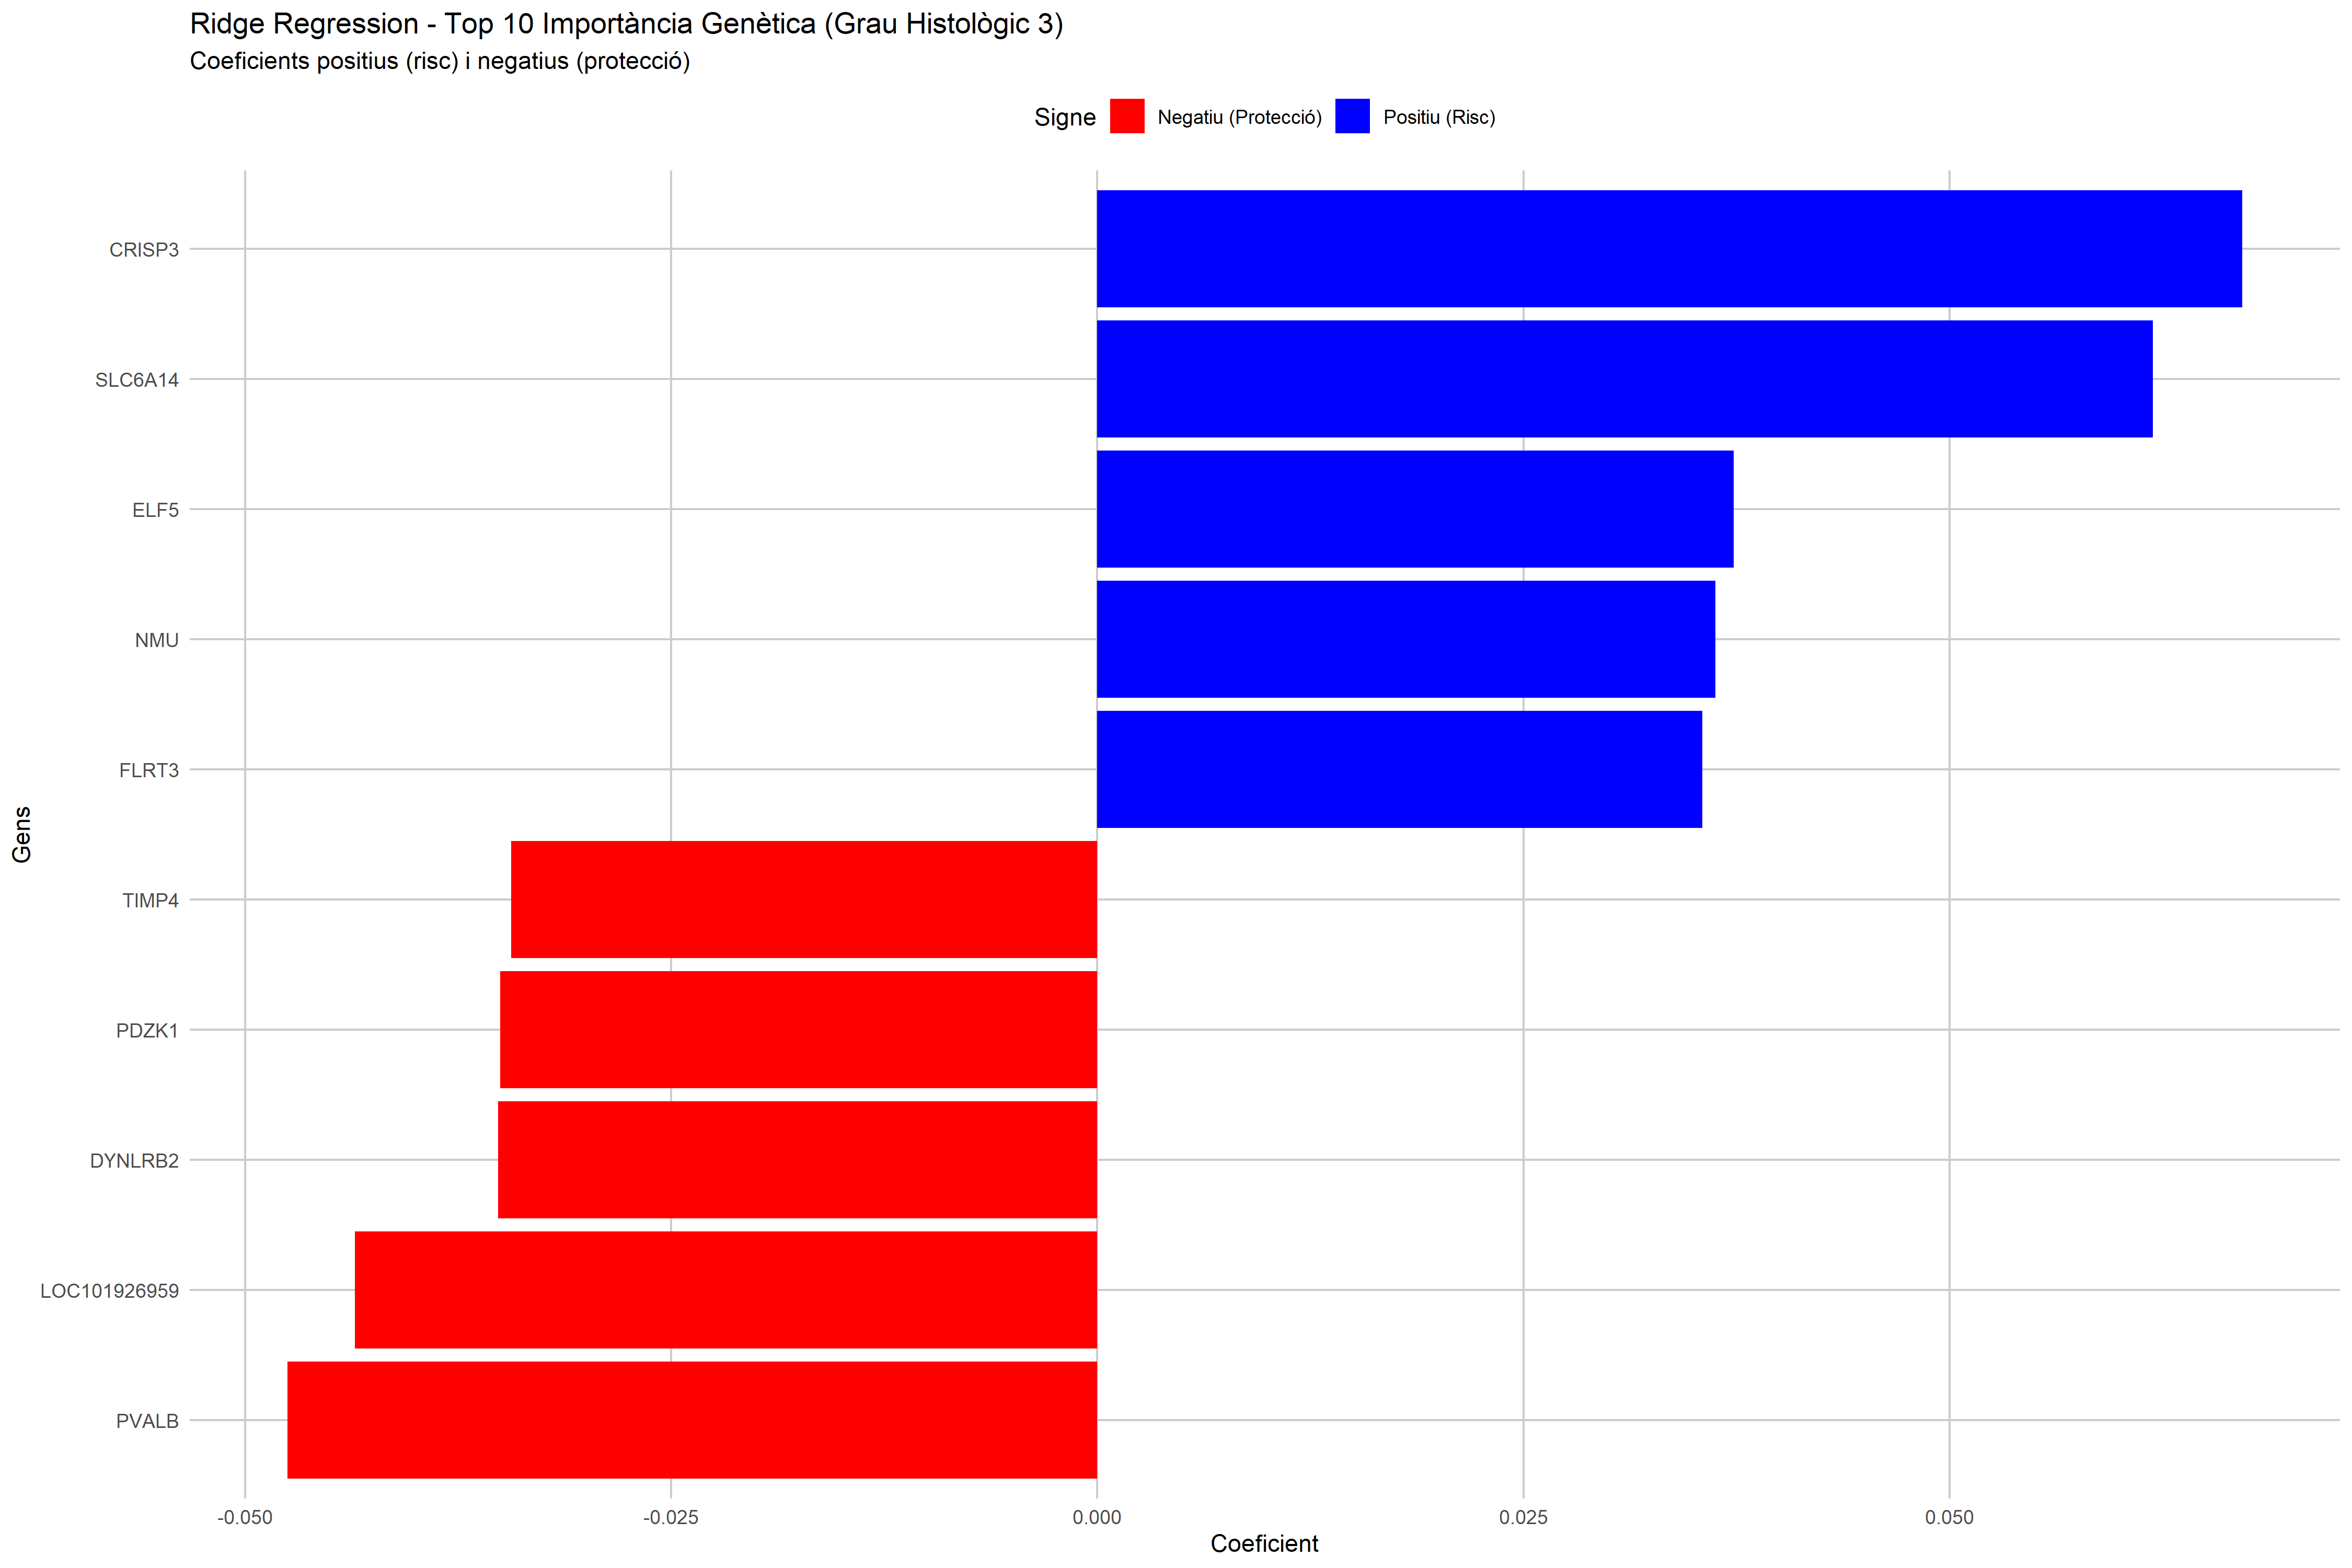 Ridge Regression - Top 10 Importància Genètica (Grau Histològic 3)
Coeficients positius (risc) i negatius (protecció)
Signe Negatiu (Protecció) Positiu (Risc)
CRISP3
SLC6A14
ELF5
NMU
FLRT3
TIMP4
PDZK1
DYNLRB2
LOC101926959
PVALB
Gens
-0.050 -0.025 0.000 0.025 0.050
Coeficient